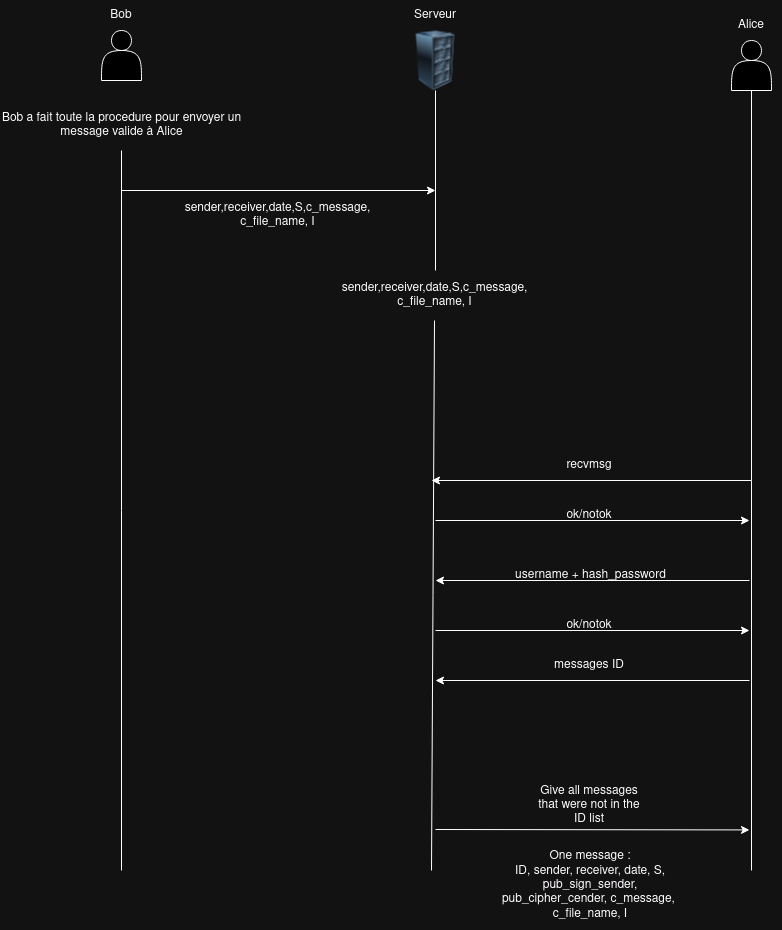 Bob
Serveur
Alice
Bob a fait toute la procedure pour envoyer un
message valide à Alice
sender,receiver,date,S,c_message,
c_file_name, I
sender,receiver,date,S,c_message,
c_file_name, I
recvmsg
ok/notok
username + hash_password
ok/notok
messages ID
Give all messages
that were not in the
ID list
One message :
ID, sender, receiver, date, S,
pub_sign_sender,
pub_cipher_cender, c_message,
c_file_name, I